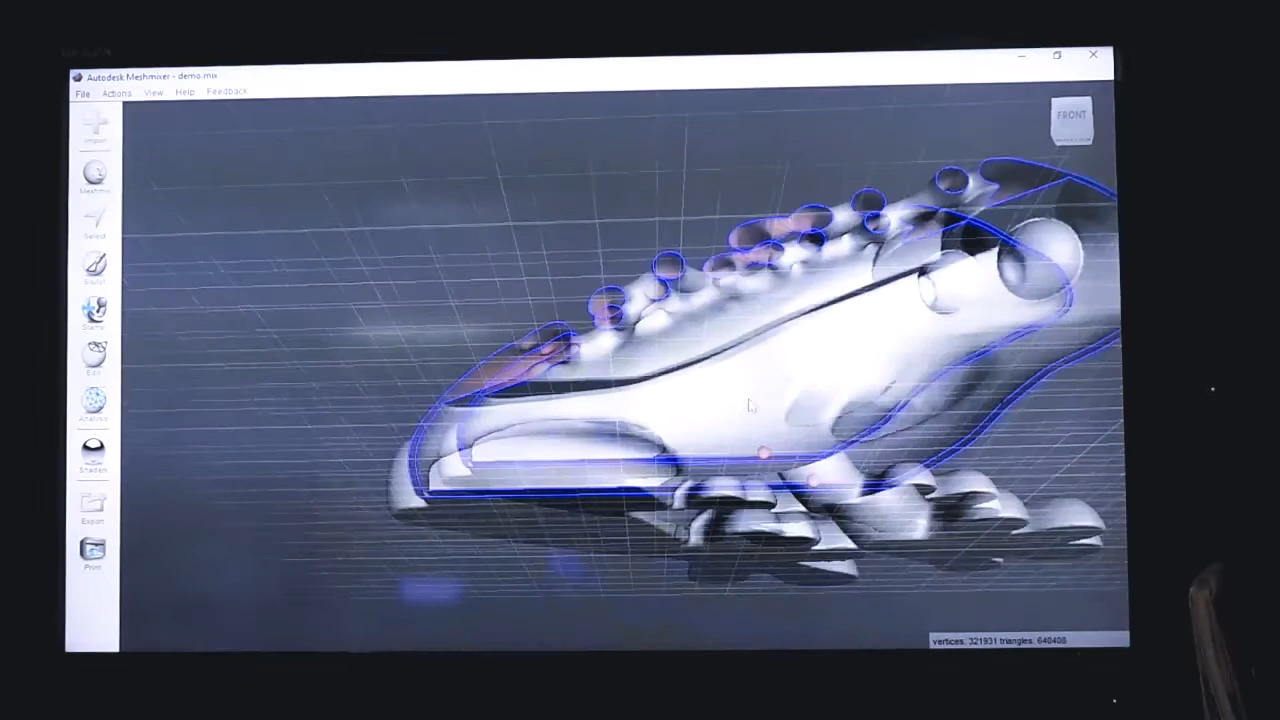 Autodesk Meshmixer - demo.mix
File Actions View Help Feedback
FRONT
Import
Meshmix
Select
Sculpt
Stamp
Edit
Analysis
Shaders
Export
Print
vertices: 321931 triangles: 640408